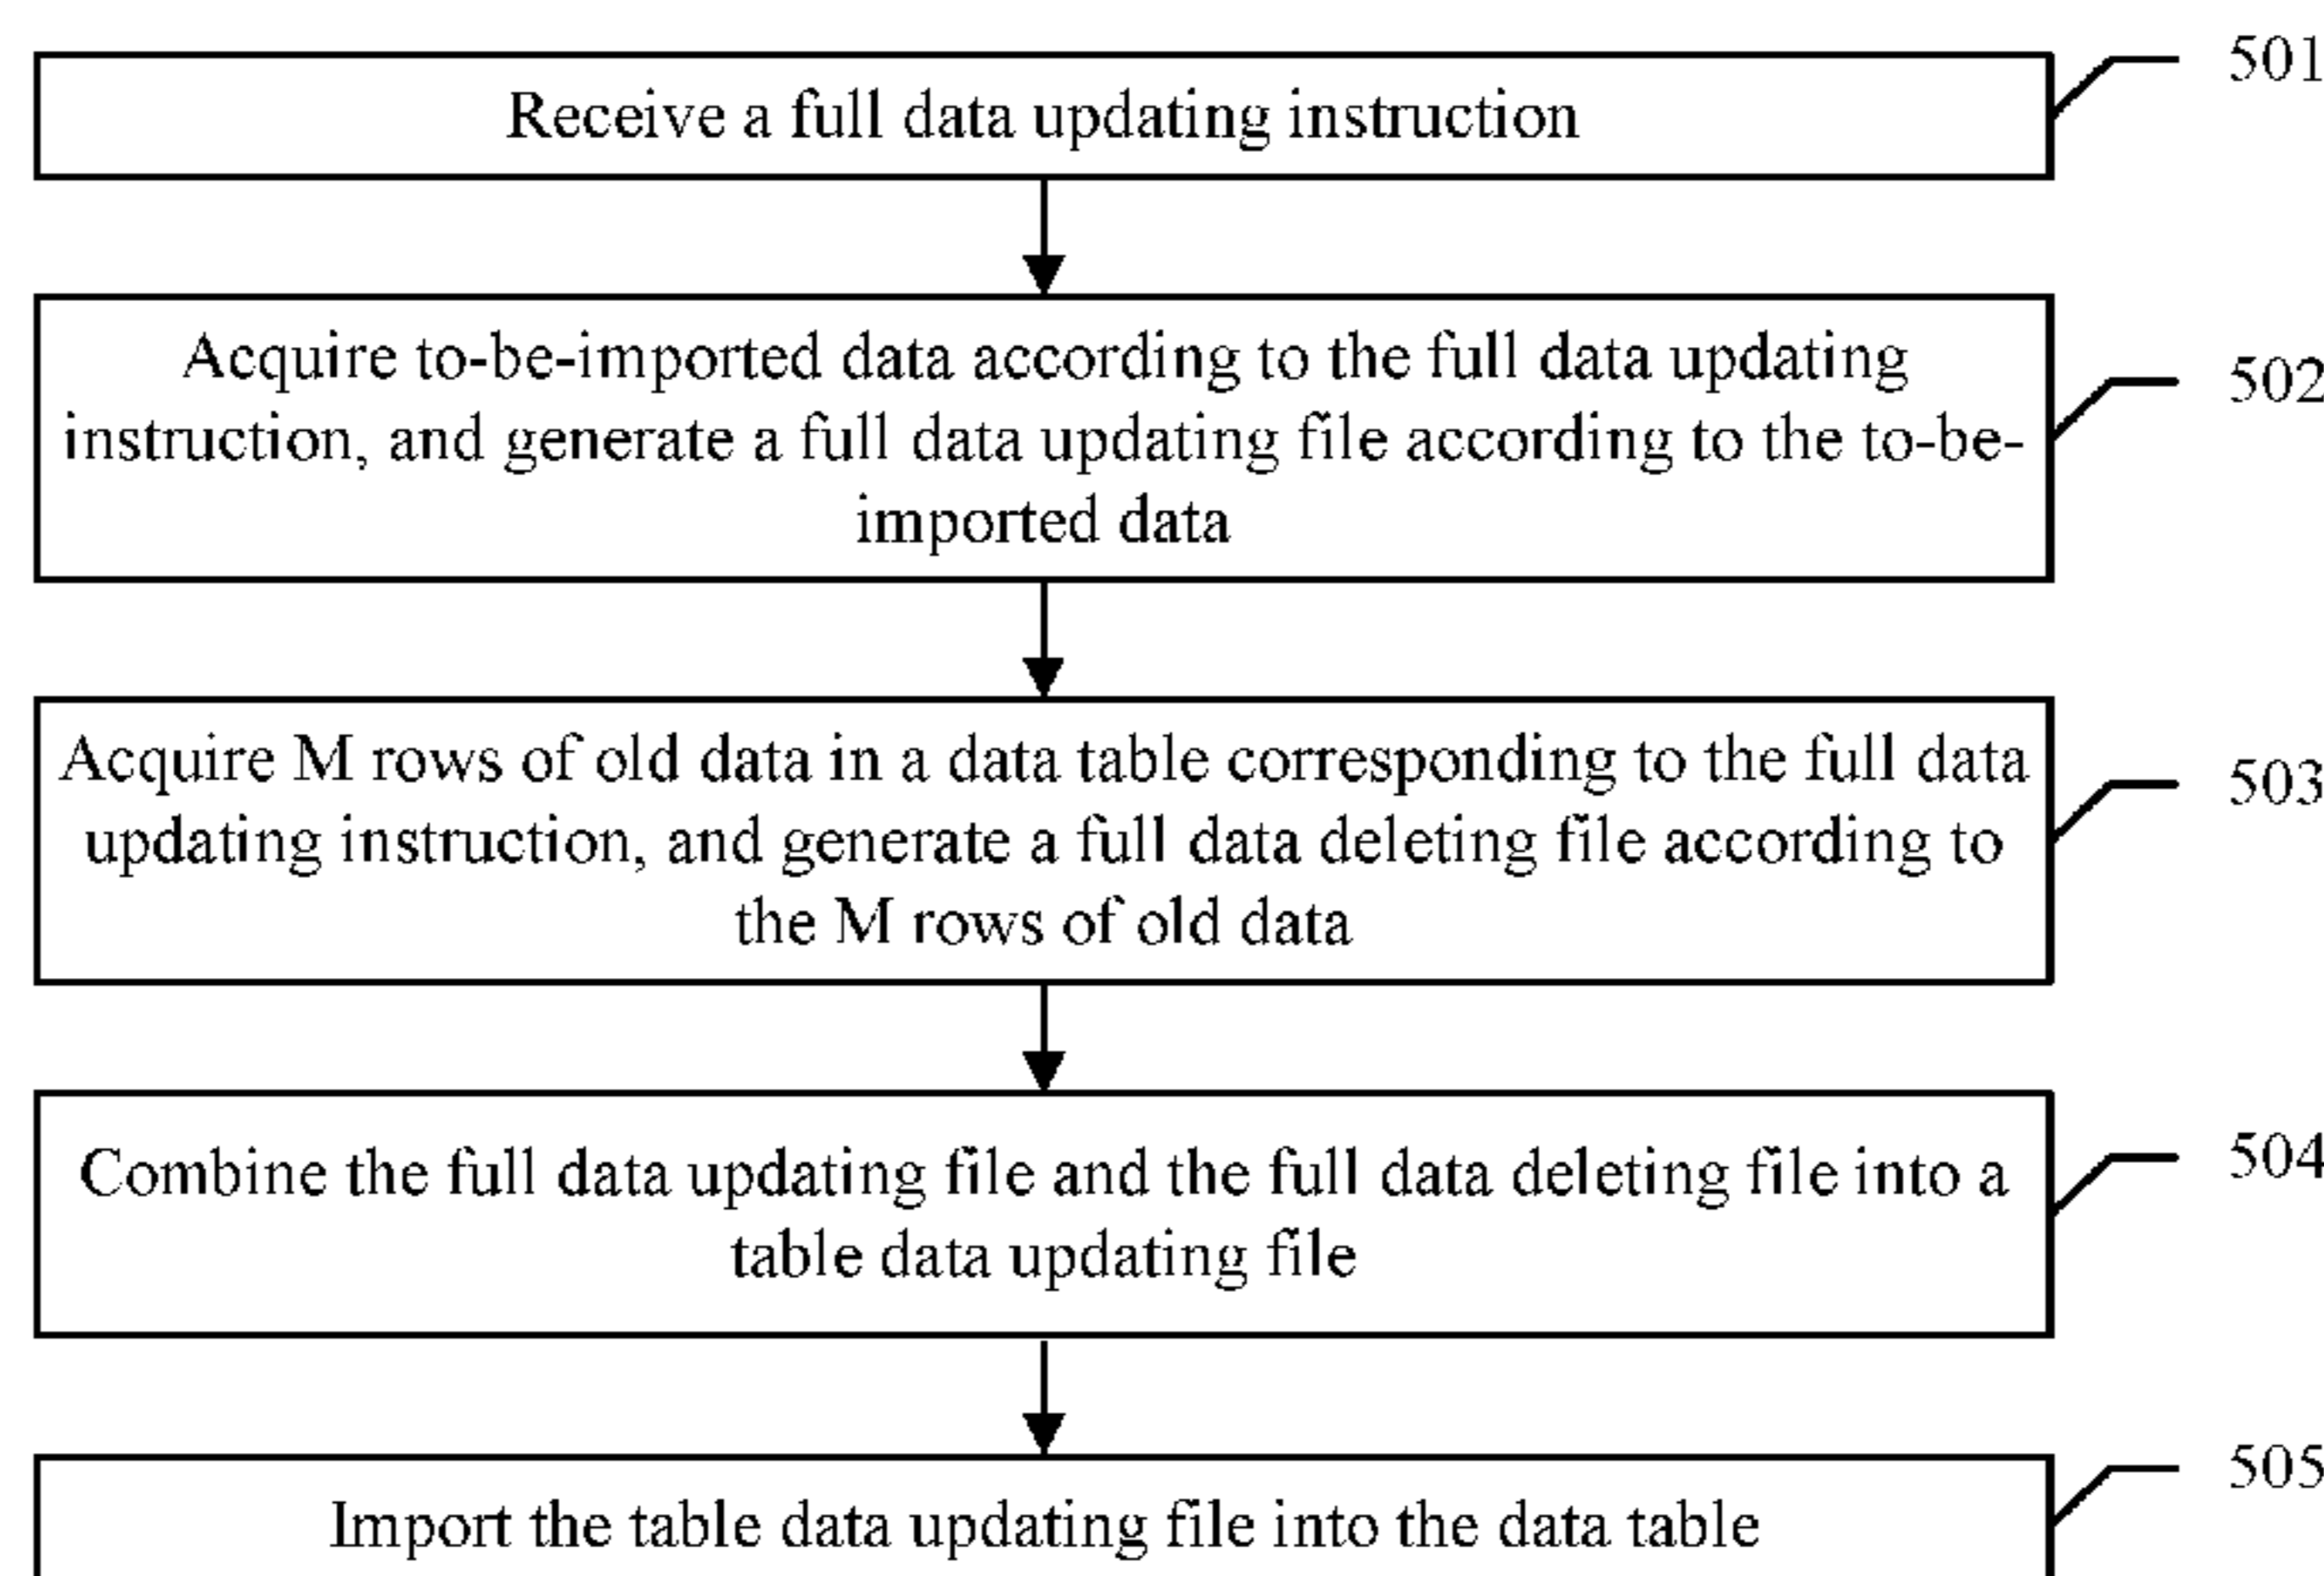 501
Receive a full data updating instruction
Acquire to-be-imported data according to the full data updating
502
instruction, and generate a full data updating file according to the to-be-
imported data
Acquire M rows of old data in a data table corresponding to the full data
503
updating instruction, and generate a full data deleting file according to
the M rows of old data
Combine the full data updating file and the full data deleting file into a
504
table data updating file
505
Import the table data updating file into the data table